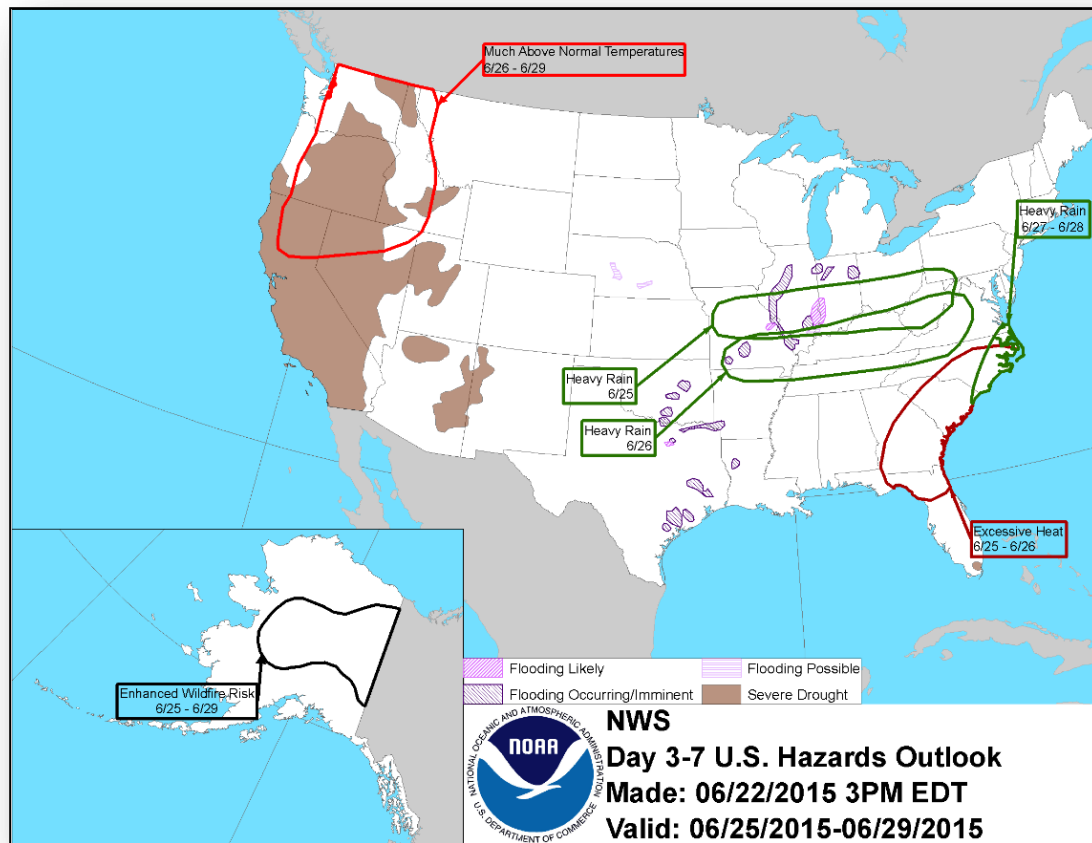 Much Above Normal Temperatures
6/26 - 6/29
Heavy Rain
6/27 - 6/28
Heavy Rain
6/25
Heavy Rain
6/26
Excessive Heat
6/25 - 6/26
Enhanced Wildfire Risk
6/25 - 6/29
Flooding Likely
Flooding Possible
Flooding Occurring/Imminent
Severe Drought
NATIONAL OCEANIC AND ATMOSPHERIC ADMINISTRATION
NOAA
U.S. DEPARTMENT OF COMMERCE
NWS
Day 3-7 U.S. Hazards Outlook
Made: 06/22/2015 3PM EDT
Valid: 06/25/2015-06/29/2015